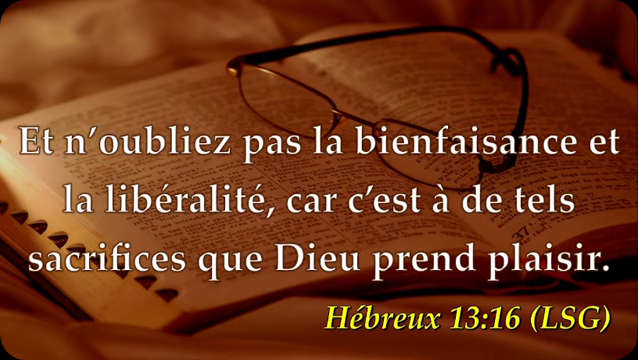 Et n’oubliez pas la bienfaisance et
la libéralité, car c’est à de tels
sacrifices que Dieu prend plaisir.
Hébreux 13:16 (LSG)